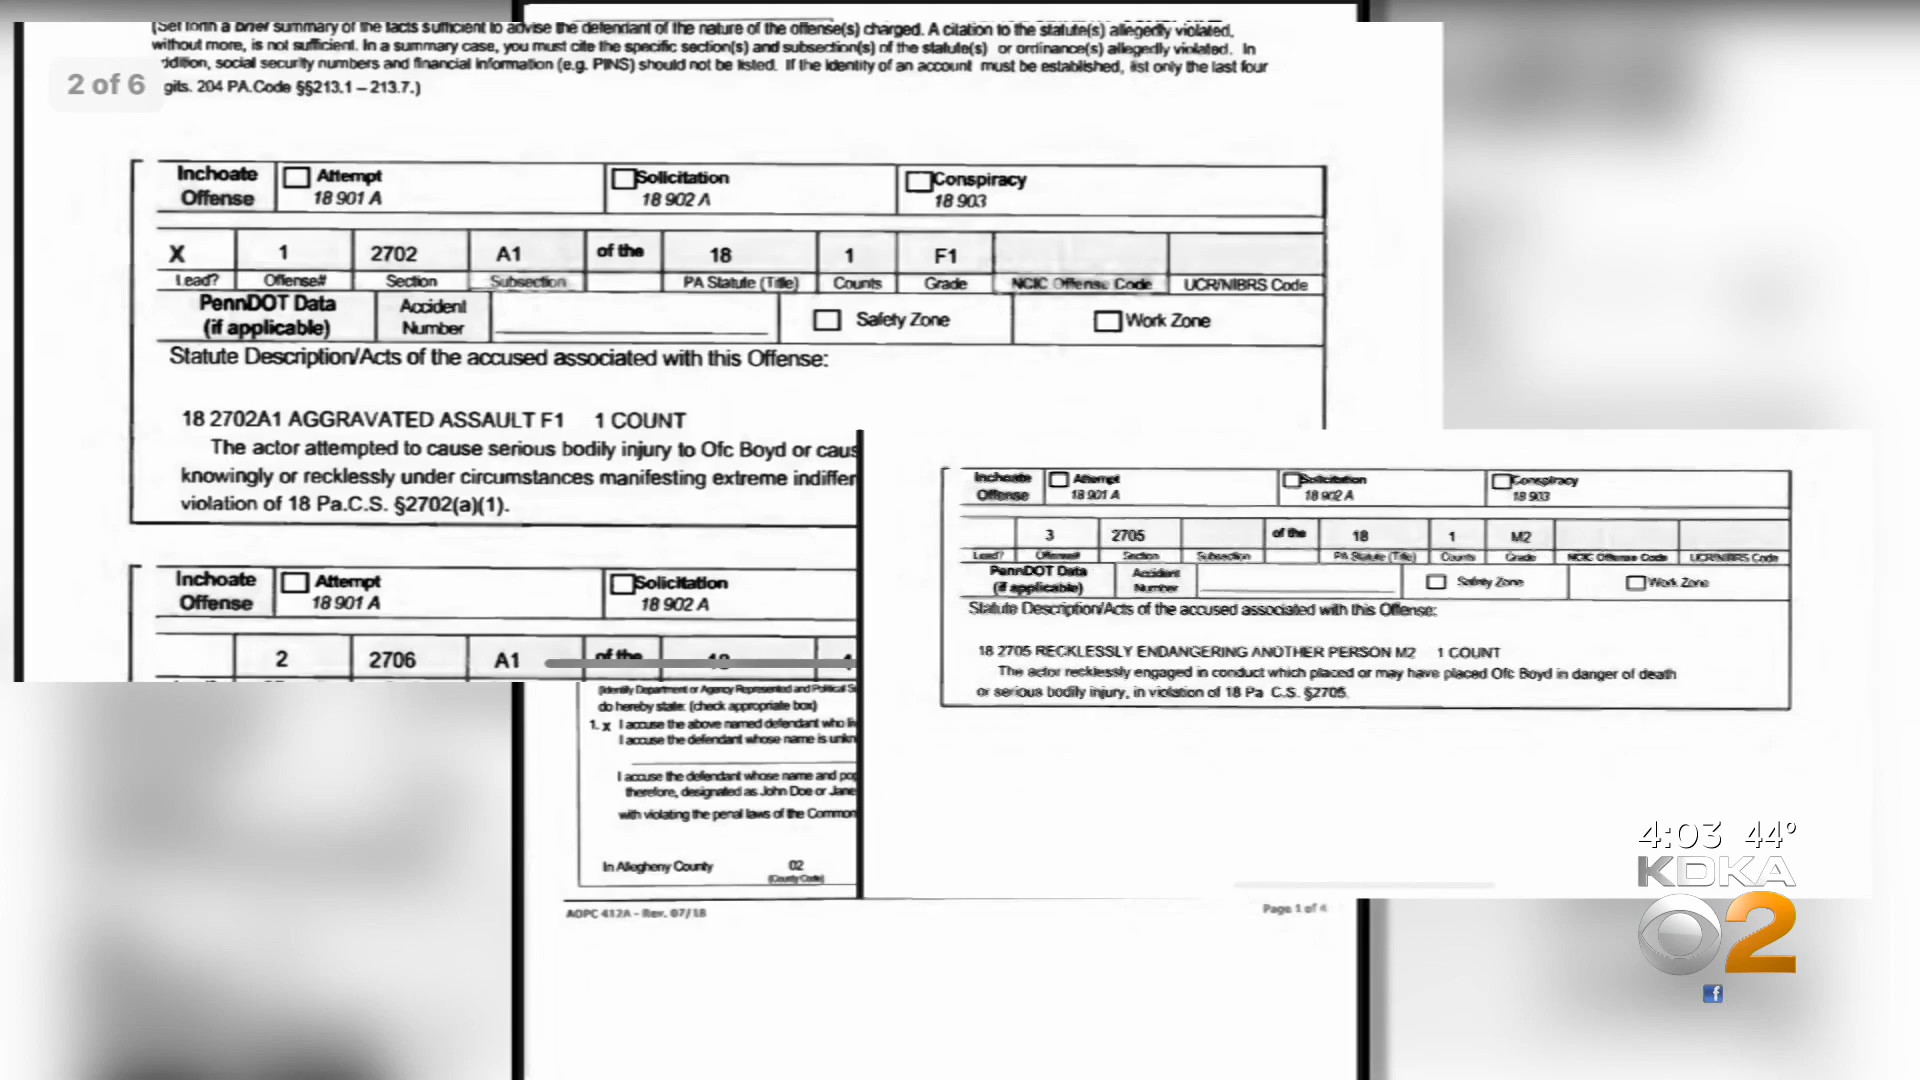 (Set forth a brief summary of the facts sufficient to advise the defendant of the nature of the offense(s) charged. A citation to the statute(s) allegedly violated,
without more, is not sufficient. In a summary case, you must cite the specific section(s) and subsection(s) of the statute(s) or ordinance(s) allegedly violated. In
ddition, social security numbers and financial information (e.g. PINS) should not be listed. If the identity of an account must be established, list only the last four
2 of 6
gits. 204 PA.Code §§213.1 – 213.7.)
Inchoate Offense
Attempt 18 901 A
Solicitation 18 902 A
Conspiracy 18 903
X 1 2702 A1 of the 18 1 F1
Lead? Offense# Section Subsection PA Statute (Title) Counts Grade NCIC Offense Code UCR/NIBRS Code
PennDOT Data (if applicable)
Accident Number
Safety Zone
Work Zone
Statute Description/Acts of the accused associated with this Offense:
18 2702A1 AGGRAVATED ASSAULT F1 1 COUNT
The actor attempted to cause serious bodily injury to Ofc Boyd or caus
knowingly or recklessly under circumstances manifesting extreme indiffer
violation of 18 Pa.C.S. §2702(a)(1).
Inchoate Offense
Attempt 18 901 A
Solicitation 18 902 A
2 2706 A1 of the 18
(Identify Department or Agency Represented and Political S
do hereby state: (check appropriate box)
1. x I accuse the above named defendant who li
I accuse the defendant whose name is unkn
I accuse the defendant whose name and pop
therefore, designated as John Doe or Jane
with violating the penal laws of the Common
In Allegheny County 02
(County Code)
AOPC 412A - Rev. 07/18
Page 1 of 4
Inchoate Offense
Attempt 18 901 A
Solicitation 18 902 A
Conspiracy 18 903
3 2705 of the 18 1 M2
Lead? Offense# Section Subsection PA Statute (Title) Counts Grade NCIC Offense Code UCR/NIBRS Code
PennDOT Data (if applicable)
Accident Number
Safety Zone
Work Zone
Statute Description/Acts of the accused associated with this Offense:
18 2705 RECKLESSLY ENDANGERING ANOTHER PERSON M2 1 COUNT
The actor recklessly engaged in conduct which placed or may have placed Ofc Boyd in danger of death
or serious bodily injury, in violation of 18 Pa C.S. §2705.
4:03 44°
KDKA
2
f